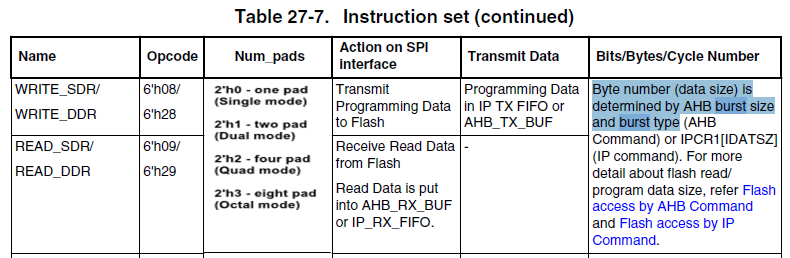 Table 27-7. Instruction set (continued)
Name
Opcode
Num_pads
Action on SPI
interface
Transmit Data
Bits/Bytes/Cycle Number
WRITE_SDR/
WRITE_DDR
6'h08/
6'h28
2'h0 - one pad
(Single mode)
2'h1 - two pad
(Dual mode)
2'h2 - four pad
(Quad mode)
2'h3 - eight pad
(Octal mode)
Transmit
Programming Data
to Flash
Programming Data
in IP TX FIFO or
AHB_TX_BUF
Byte number (data size) is
determined by AHB burst size
and burst type (AHB
Command) or IPCR1[IDATSZ]
(IP command). For more
detail about flash read/
program data size, refer Flash
access by AHB Command
and Flash access by IP
Command.
READ_SDR/
READ_DDR
6'h09/
6'h29
Receive Read Data
from Flash
Read Data is put
into AHB_RX_BUF
or IP_RX_FIFO.
-